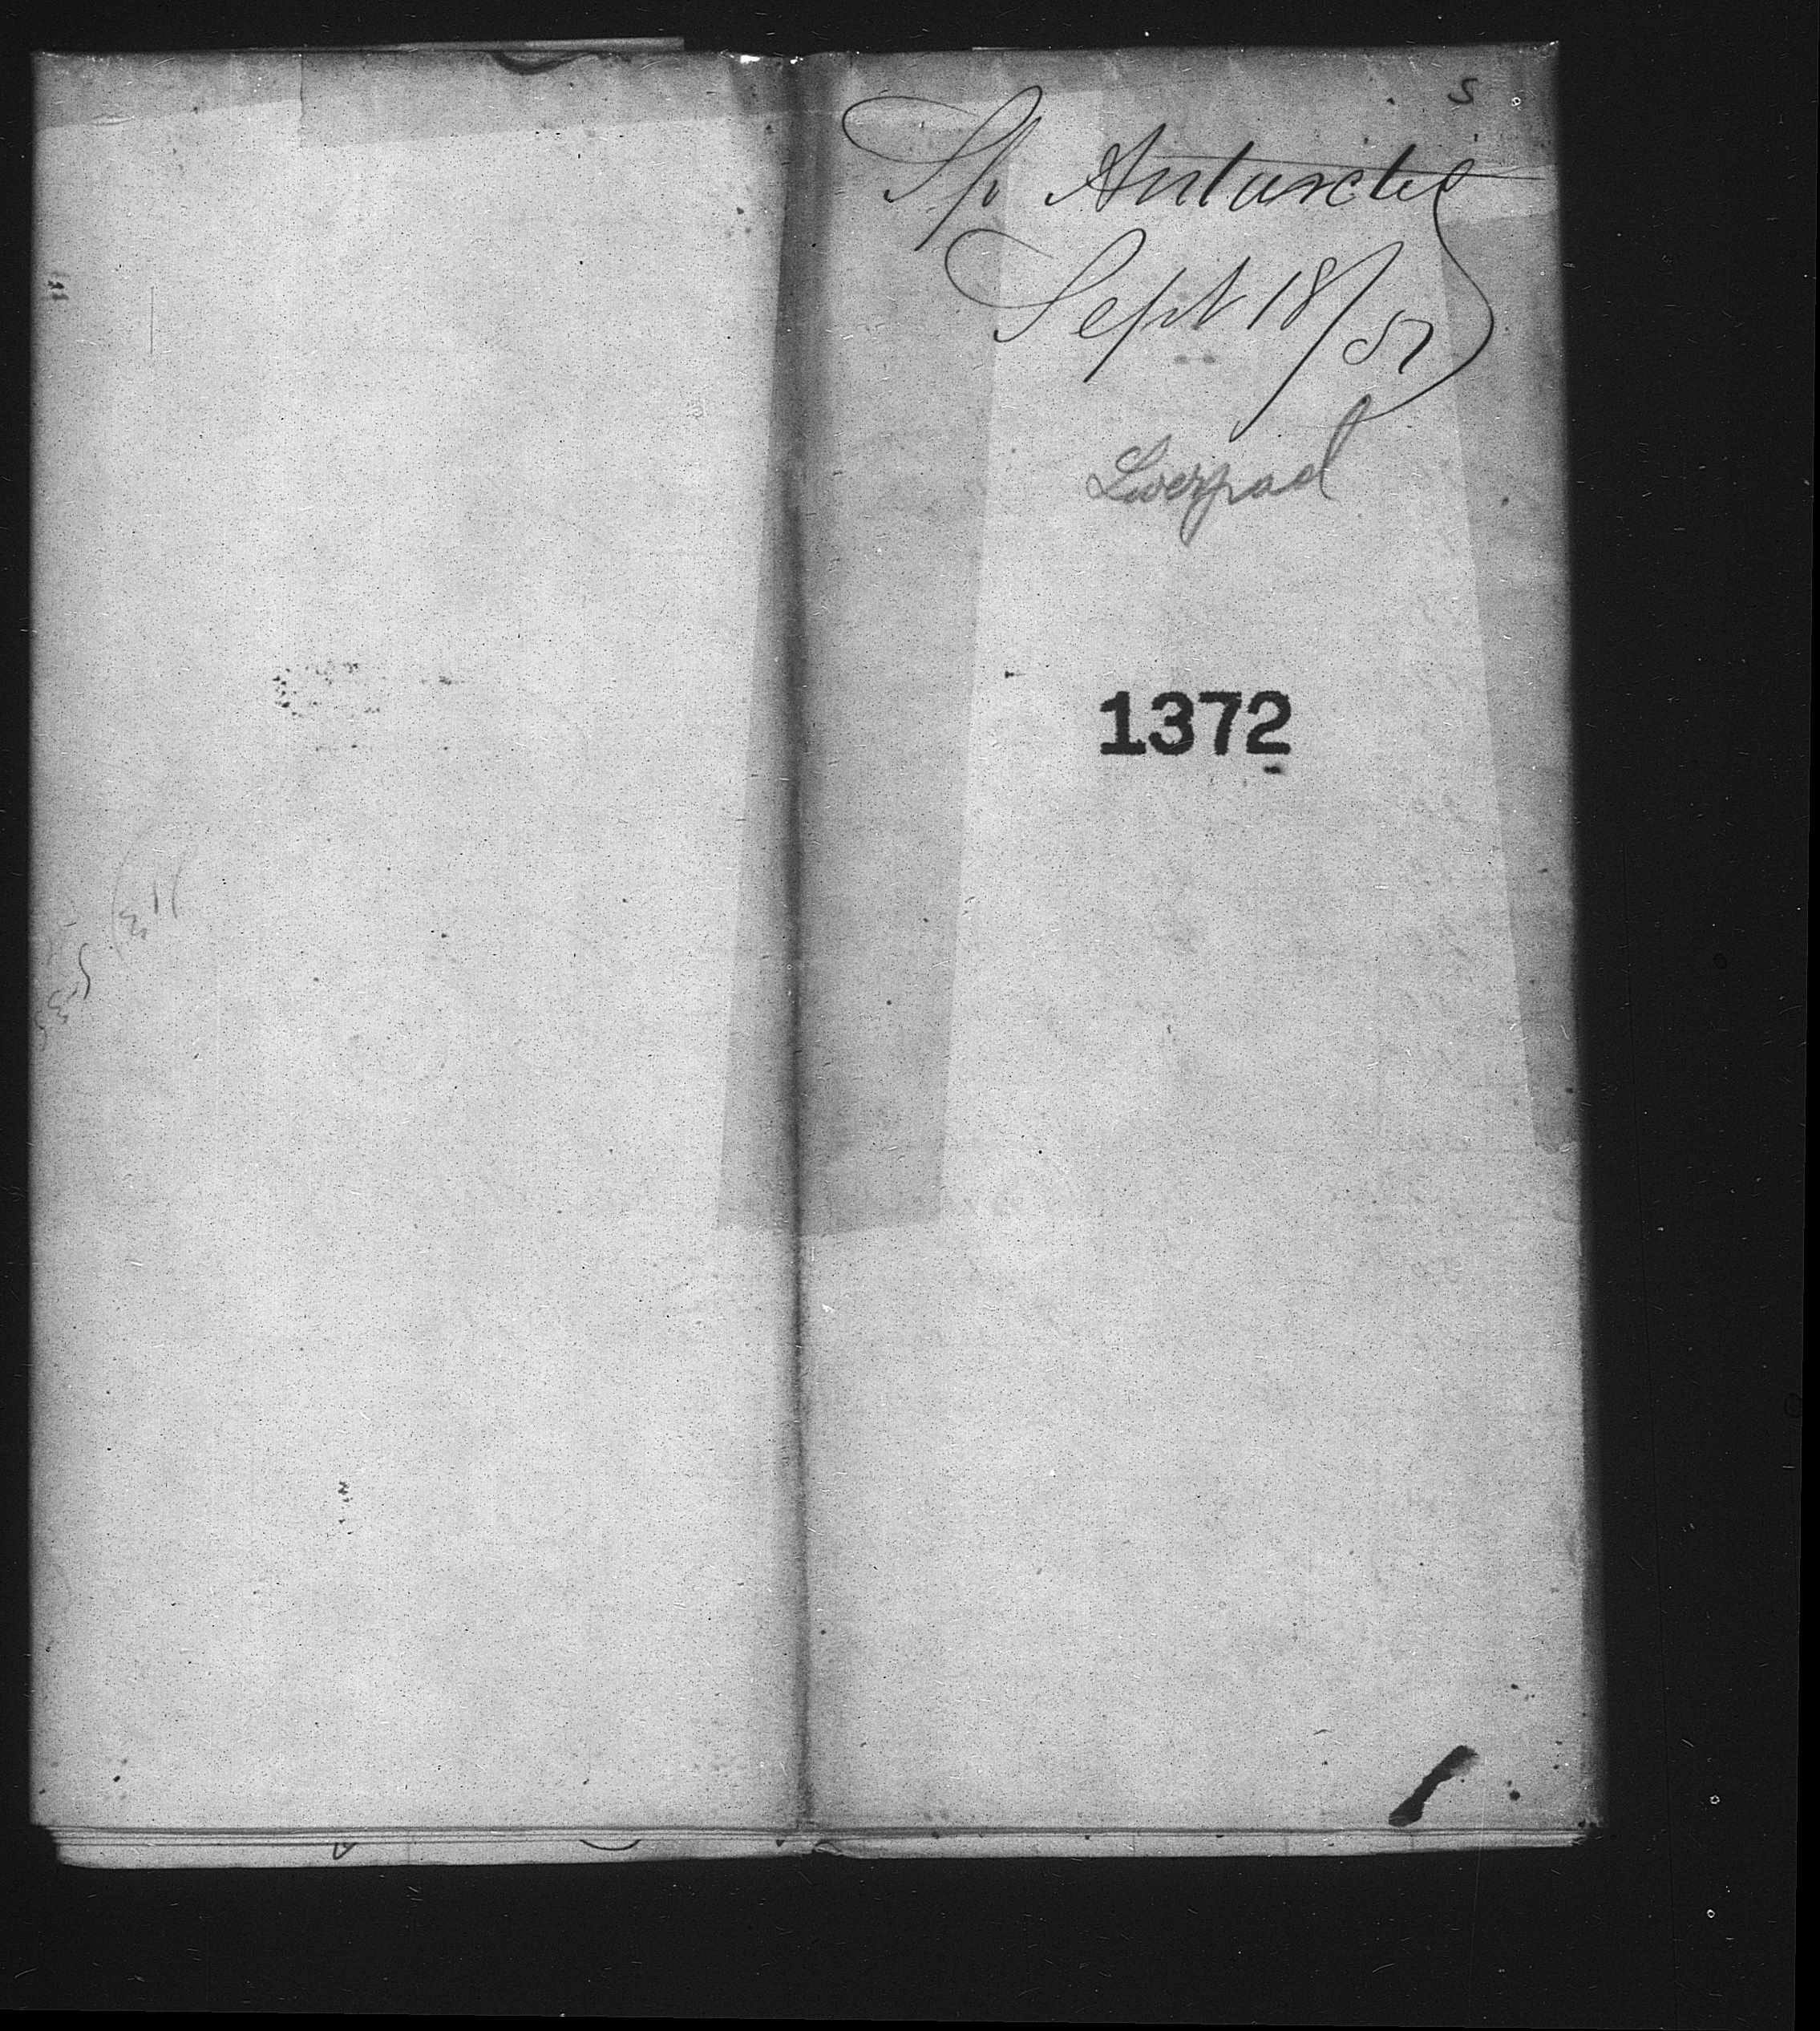 S
Sp Antarctic
Sept 18/57
Liverpool
1372